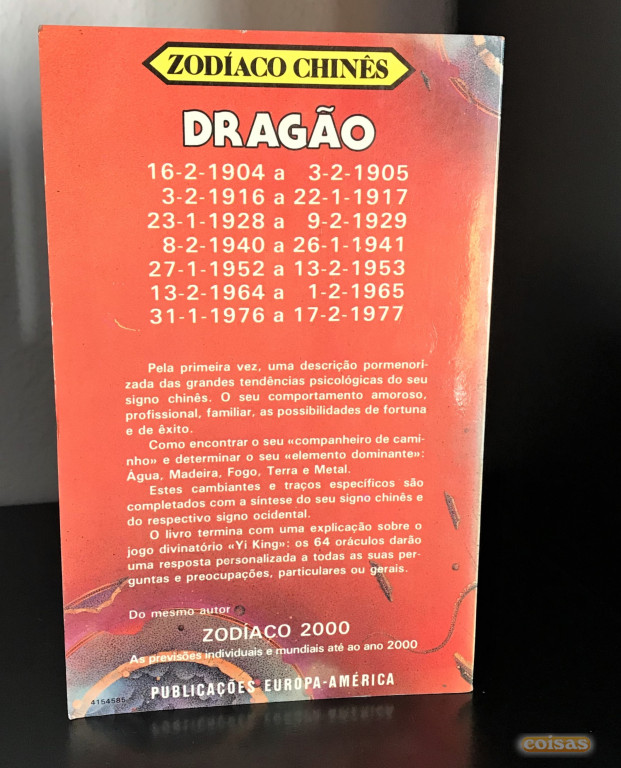 ZODÍACO CHINÊS
DRAGÃO
16-2-1904 a 3-2-1905
3-2-1916 a 22-1-1917
23-1-1928 a 9-2-1929
8-2-1940 a 26-1-1941
27-1-1952 a 13-2-1953
13-2-1964 a 1-2-1965
31-1-1976 a 17-2-1977
Pela primeira vez, uma descrição pormenori-
zada das grandes tendências psicológicas do seu
signo chinês. O seu comportamento amoroso,
profissional, familiar, as possibilidades de fortuna
e de êxito.
Como encontrar o seu «companheiro de cami-
nho» e determinar o seu «elemento dominante»:
Água, Madeira, Fogo, Terra e Metal.
Estes cambiantes e traços específicos são
completados com a síntese do seu signo chinês e
do respectivo signo ocidental.
O livro termina com uma explicação sobre o
jogo divinatório «Yi King»: os 64 oráculos darão
uma resposta personalizada a todas as suas per-
guntas e preocupações, particulares ou gerais.
Do mesmo autor
ZODÍACO 2000
As previsões individuais e mundiais até ao ano 2000
PUBLICAÇÕES EUROPA-AMÉRICA
4154585
coisas